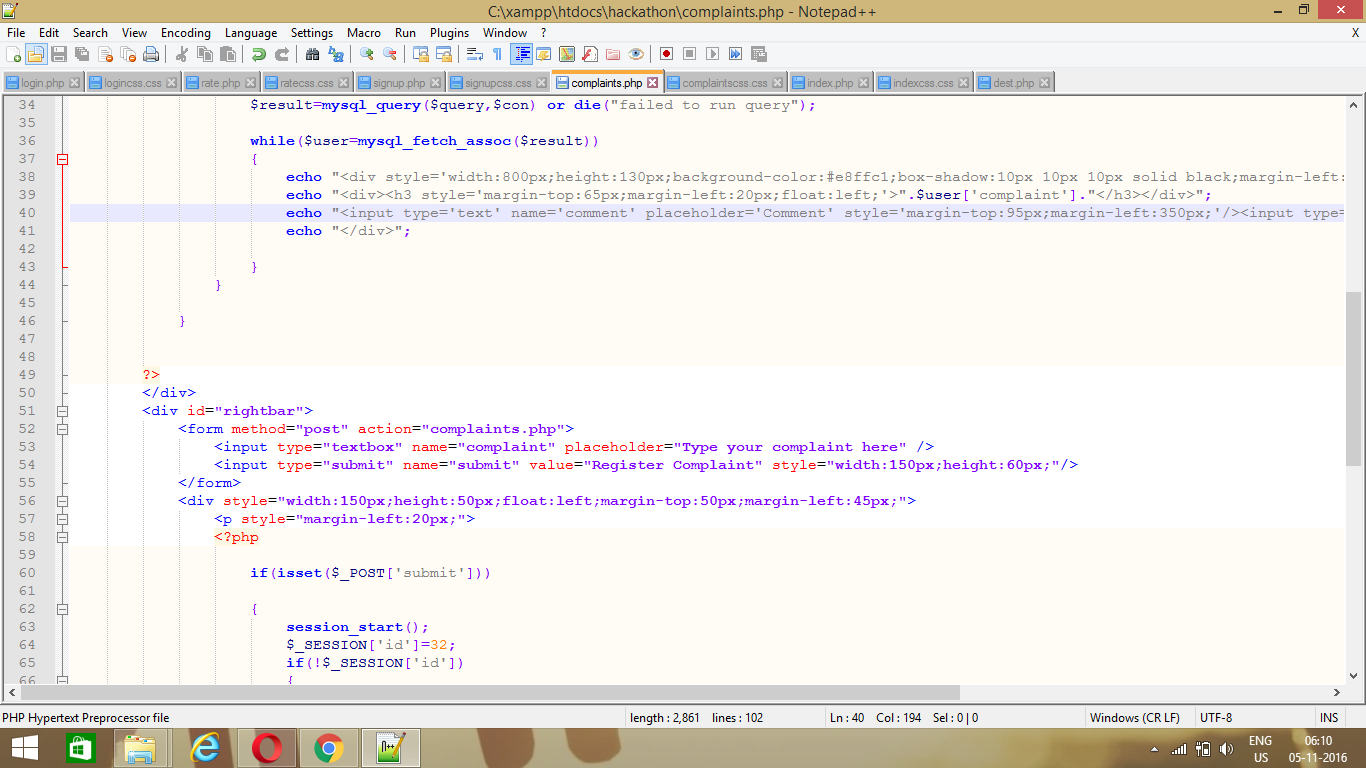 C:\xampp\htdocs\hackathon\complaints.php - Notepad++
File Edit Search View Encoding Language Settings Macro Run Plugins Window ? X
login.php logincss.css rate.php ratecss.css signup.php signupcss.css complaints.php complaintscss.css index.php indexcss.css dest.php
34 $result=mysql_query($query,$con) or die("failed to run query");
35
36 while($user=mysql_fetch_assoc($result))
37 {
38 echo "<div style='width:800px;height:130px;background-color:#e8ffc1;box-shadow:10px 10px 10px solid black;margin-left:
39 echo "<div><h3 style='margin-top:65px;margin-left:20px;float:left;'>".$user['complaint']."</h3></div>";
40 echo "<input type='text' name='comment' placeholder='Comment' style='margin-top:95px;margin-left:350px;'/><input type=
41 echo "</div>";
42
43 }
44 }
45
46 }
47
48
49 ?>
50 </div>
51 <div id="rightbar">
52 <form method="post" action="complaints.php">
53 <input type="textbox" name="complaint" placeholder="Type your complaint here" />
54 <input type="submit" name="submit" value="Register Complaint" style="width:150px;height:60px;"/>
55 </form>
56 <div style="width:150px;height:50px;float:left;margin-top:50px;margin-left:45px;">
57 <p style="margin-left:20px;">
58 <?php
59
60 if(isset($_POST['submit']))
61
62 {
63 session_start();
64 $_SESSION['id']=32;
65 if(!$_SESSION['id'])
66 {
PHP Hypertext Preprocessor file length : 2,861 lines : 102 Ln : 40 Col : 194 Sel : 0 | 0 Windows (CR LF) UTF-8 INS
ENG 06:10
US 05-11-2016